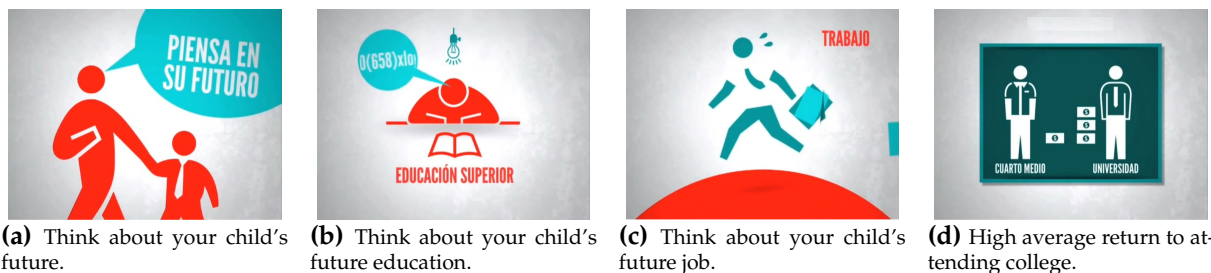 PIENSA EN
SU FUTURO
0(658)xlo
EDUCACIÓN SUPERIOR
TRABAJO
CUARTO MEDIO
UNIVERSIDAD
(a) Think about your child's
future.
(b) Think about your child's
future education.
(c) Think about your child's
future job.
(d) High average return to at-
tending college.